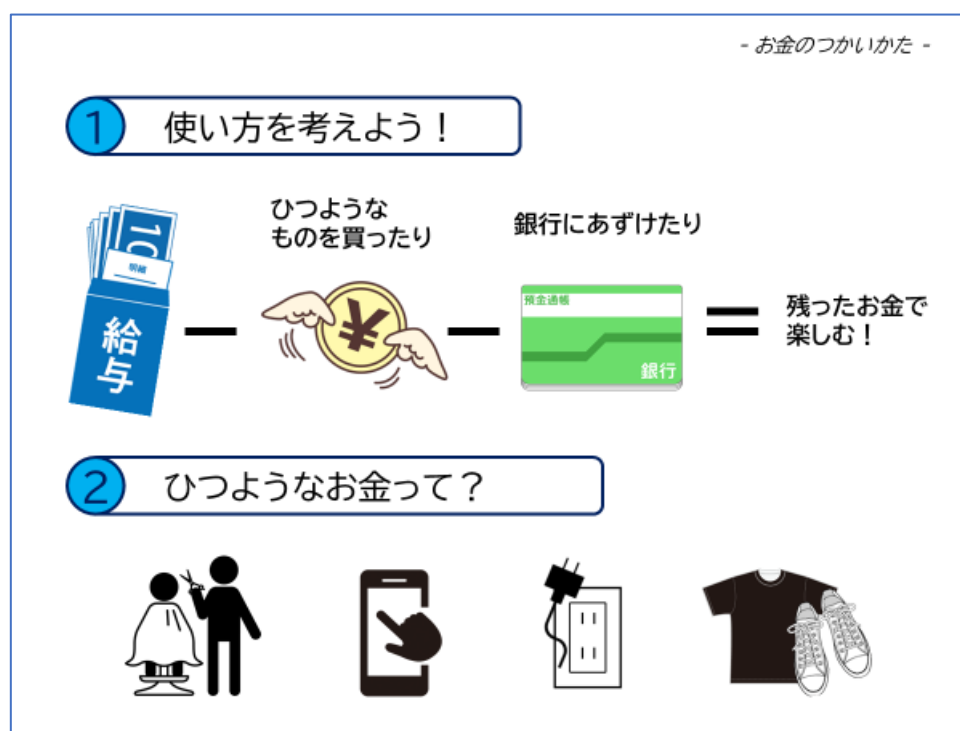 - お金のつかいかた -
1 使い方を考えよう！
ひつような
ものを買ったり
銀行にあずけたり
10
明細
給与
¥
預金通帳
銀行
残ったお金で
楽しむ！
2 ひつようなお金って？